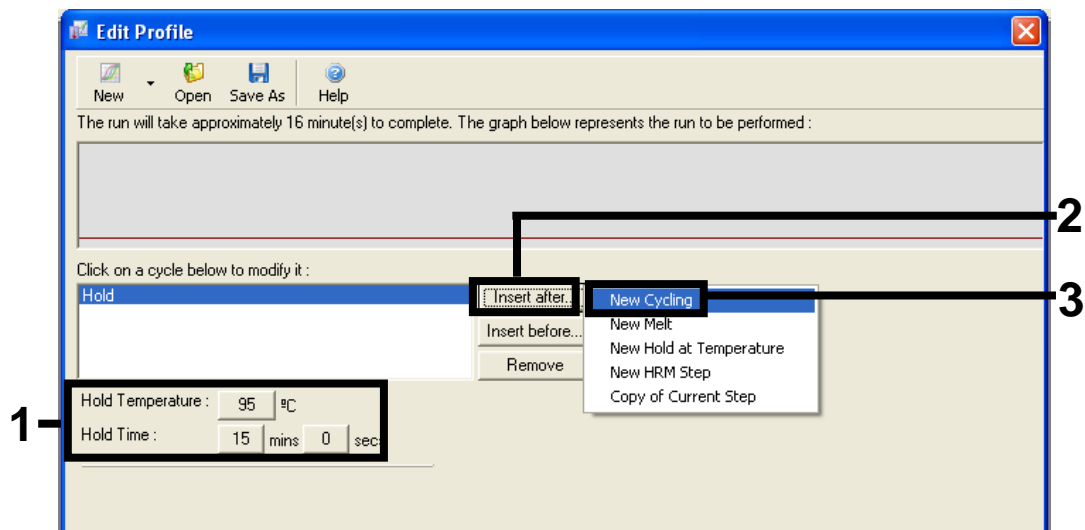 Edit Profile
New Open Save As Help
The run will take approximately 16 minute(s) to complete. The graph below represents the run to be performed :
2
Click on a cycle below to modify it :
Hold
Insert after...
New Cycling
3
Insert before...
New Melt
New Hold at Temperature
Remove
New HRM Step
Copy of Current Step
1
Hold Temperature : 95 ºC
Hold Time : 15 mins 0 secs